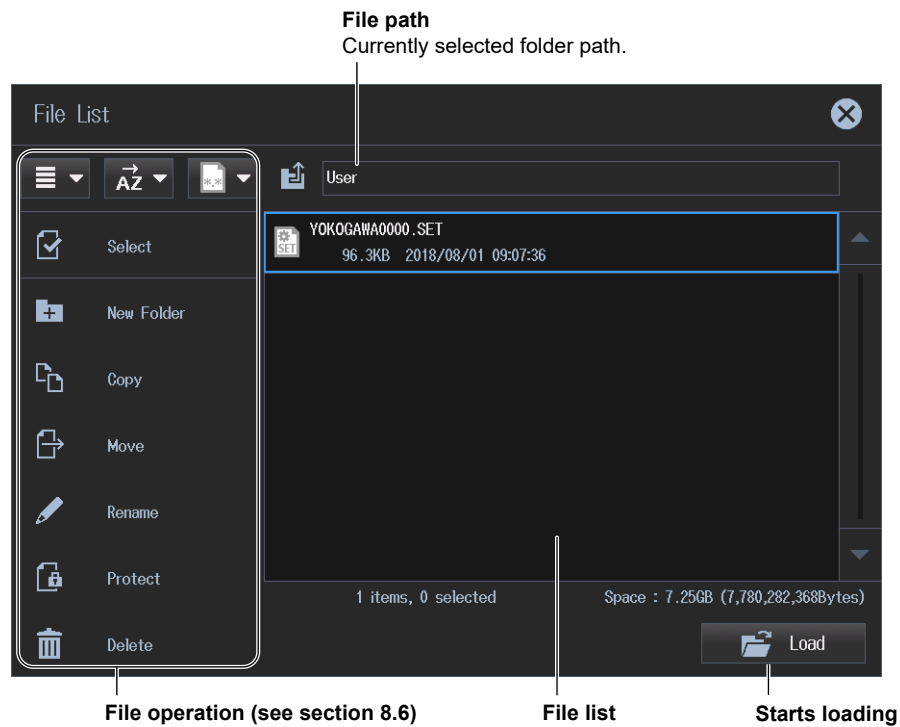 File path
Currently selected folder path.
File List
AZ
*.*
User
Select
YOKOGAWA0000.SET
SET
96.3KB 2018/08/01 09:07:36
New Folder
Copy
Move
Rename
Protect
Delete
1 items, 0 selected
Space : 7.25GB (7,780,282,368Bytes)
Load
File operation (see section 8.6)
File list
Starts loading